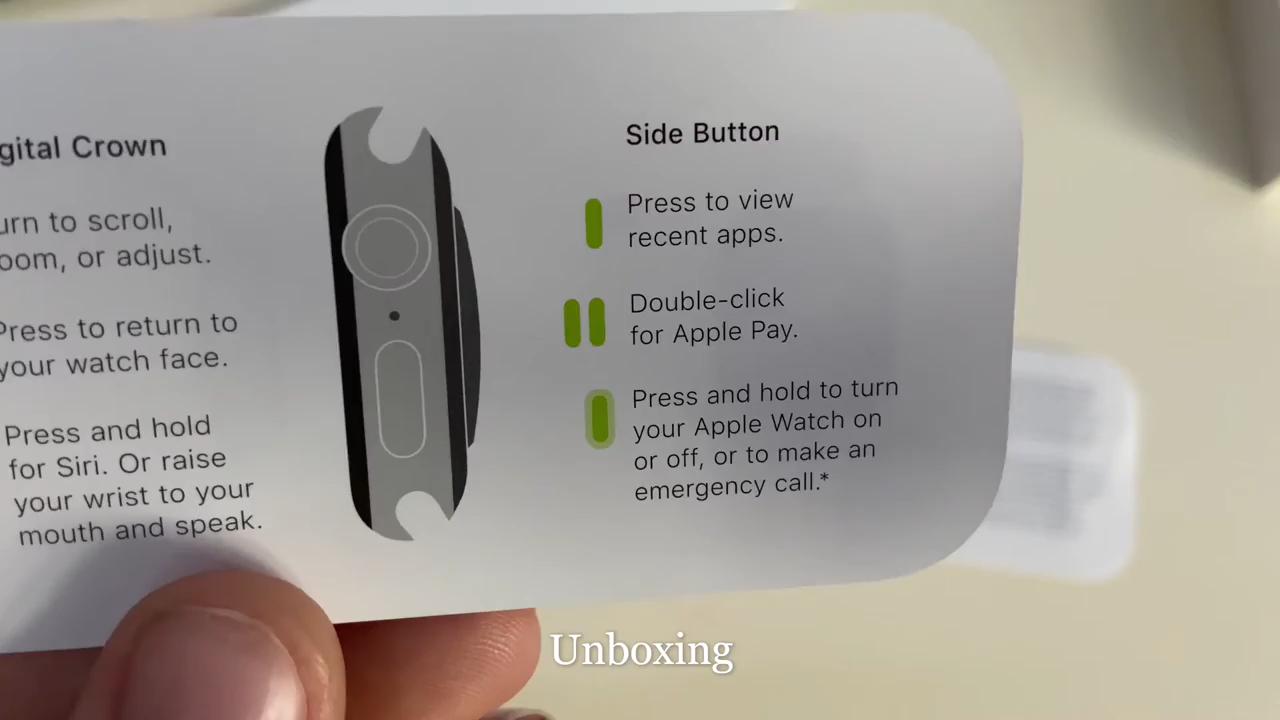 gital Crown
urn to scroll,
oom, or adjust.
Press to return to
your watch face.
Press and hold
for Siri. Or raise
your wrist to your
mouth and speak.
Side Button
Press to view
recent apps.
Double-click
for Apple Pay.
Press and hold to turn
your Apple Watch on
or off, or to make an
emergency call.*
Unboxing